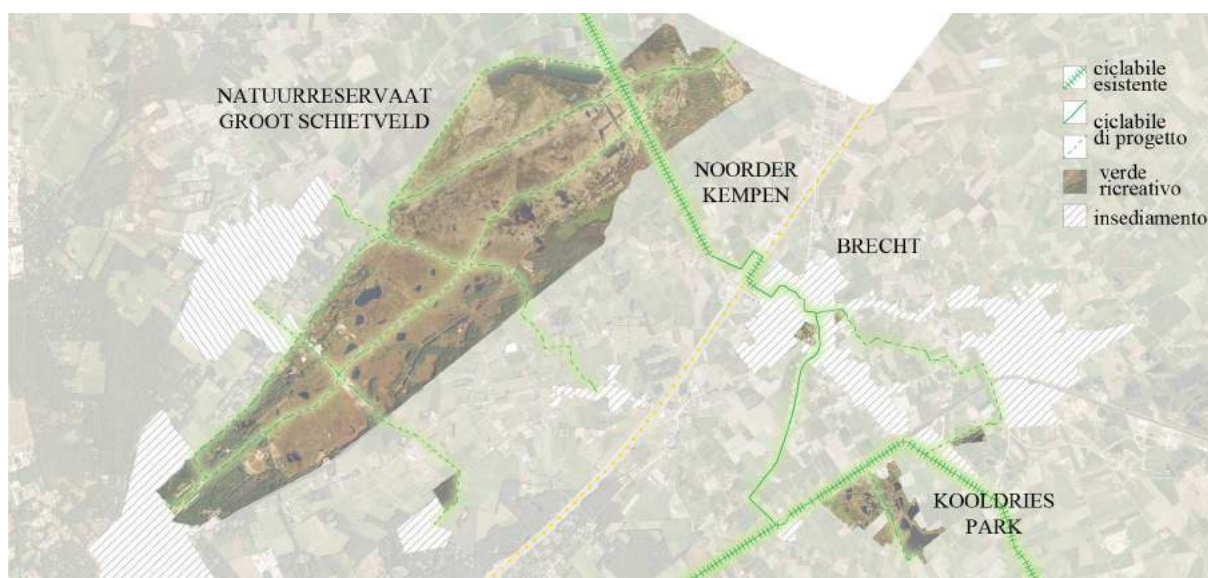 NATUURRESERVAAT
GROOT SCHIETVELD
NOORDER
KEMPEN
BRECHT
KOOLDRIES
PARK
ciclabile
esistente
ciclabile
di progetto
verde
ricreativo
insediamento